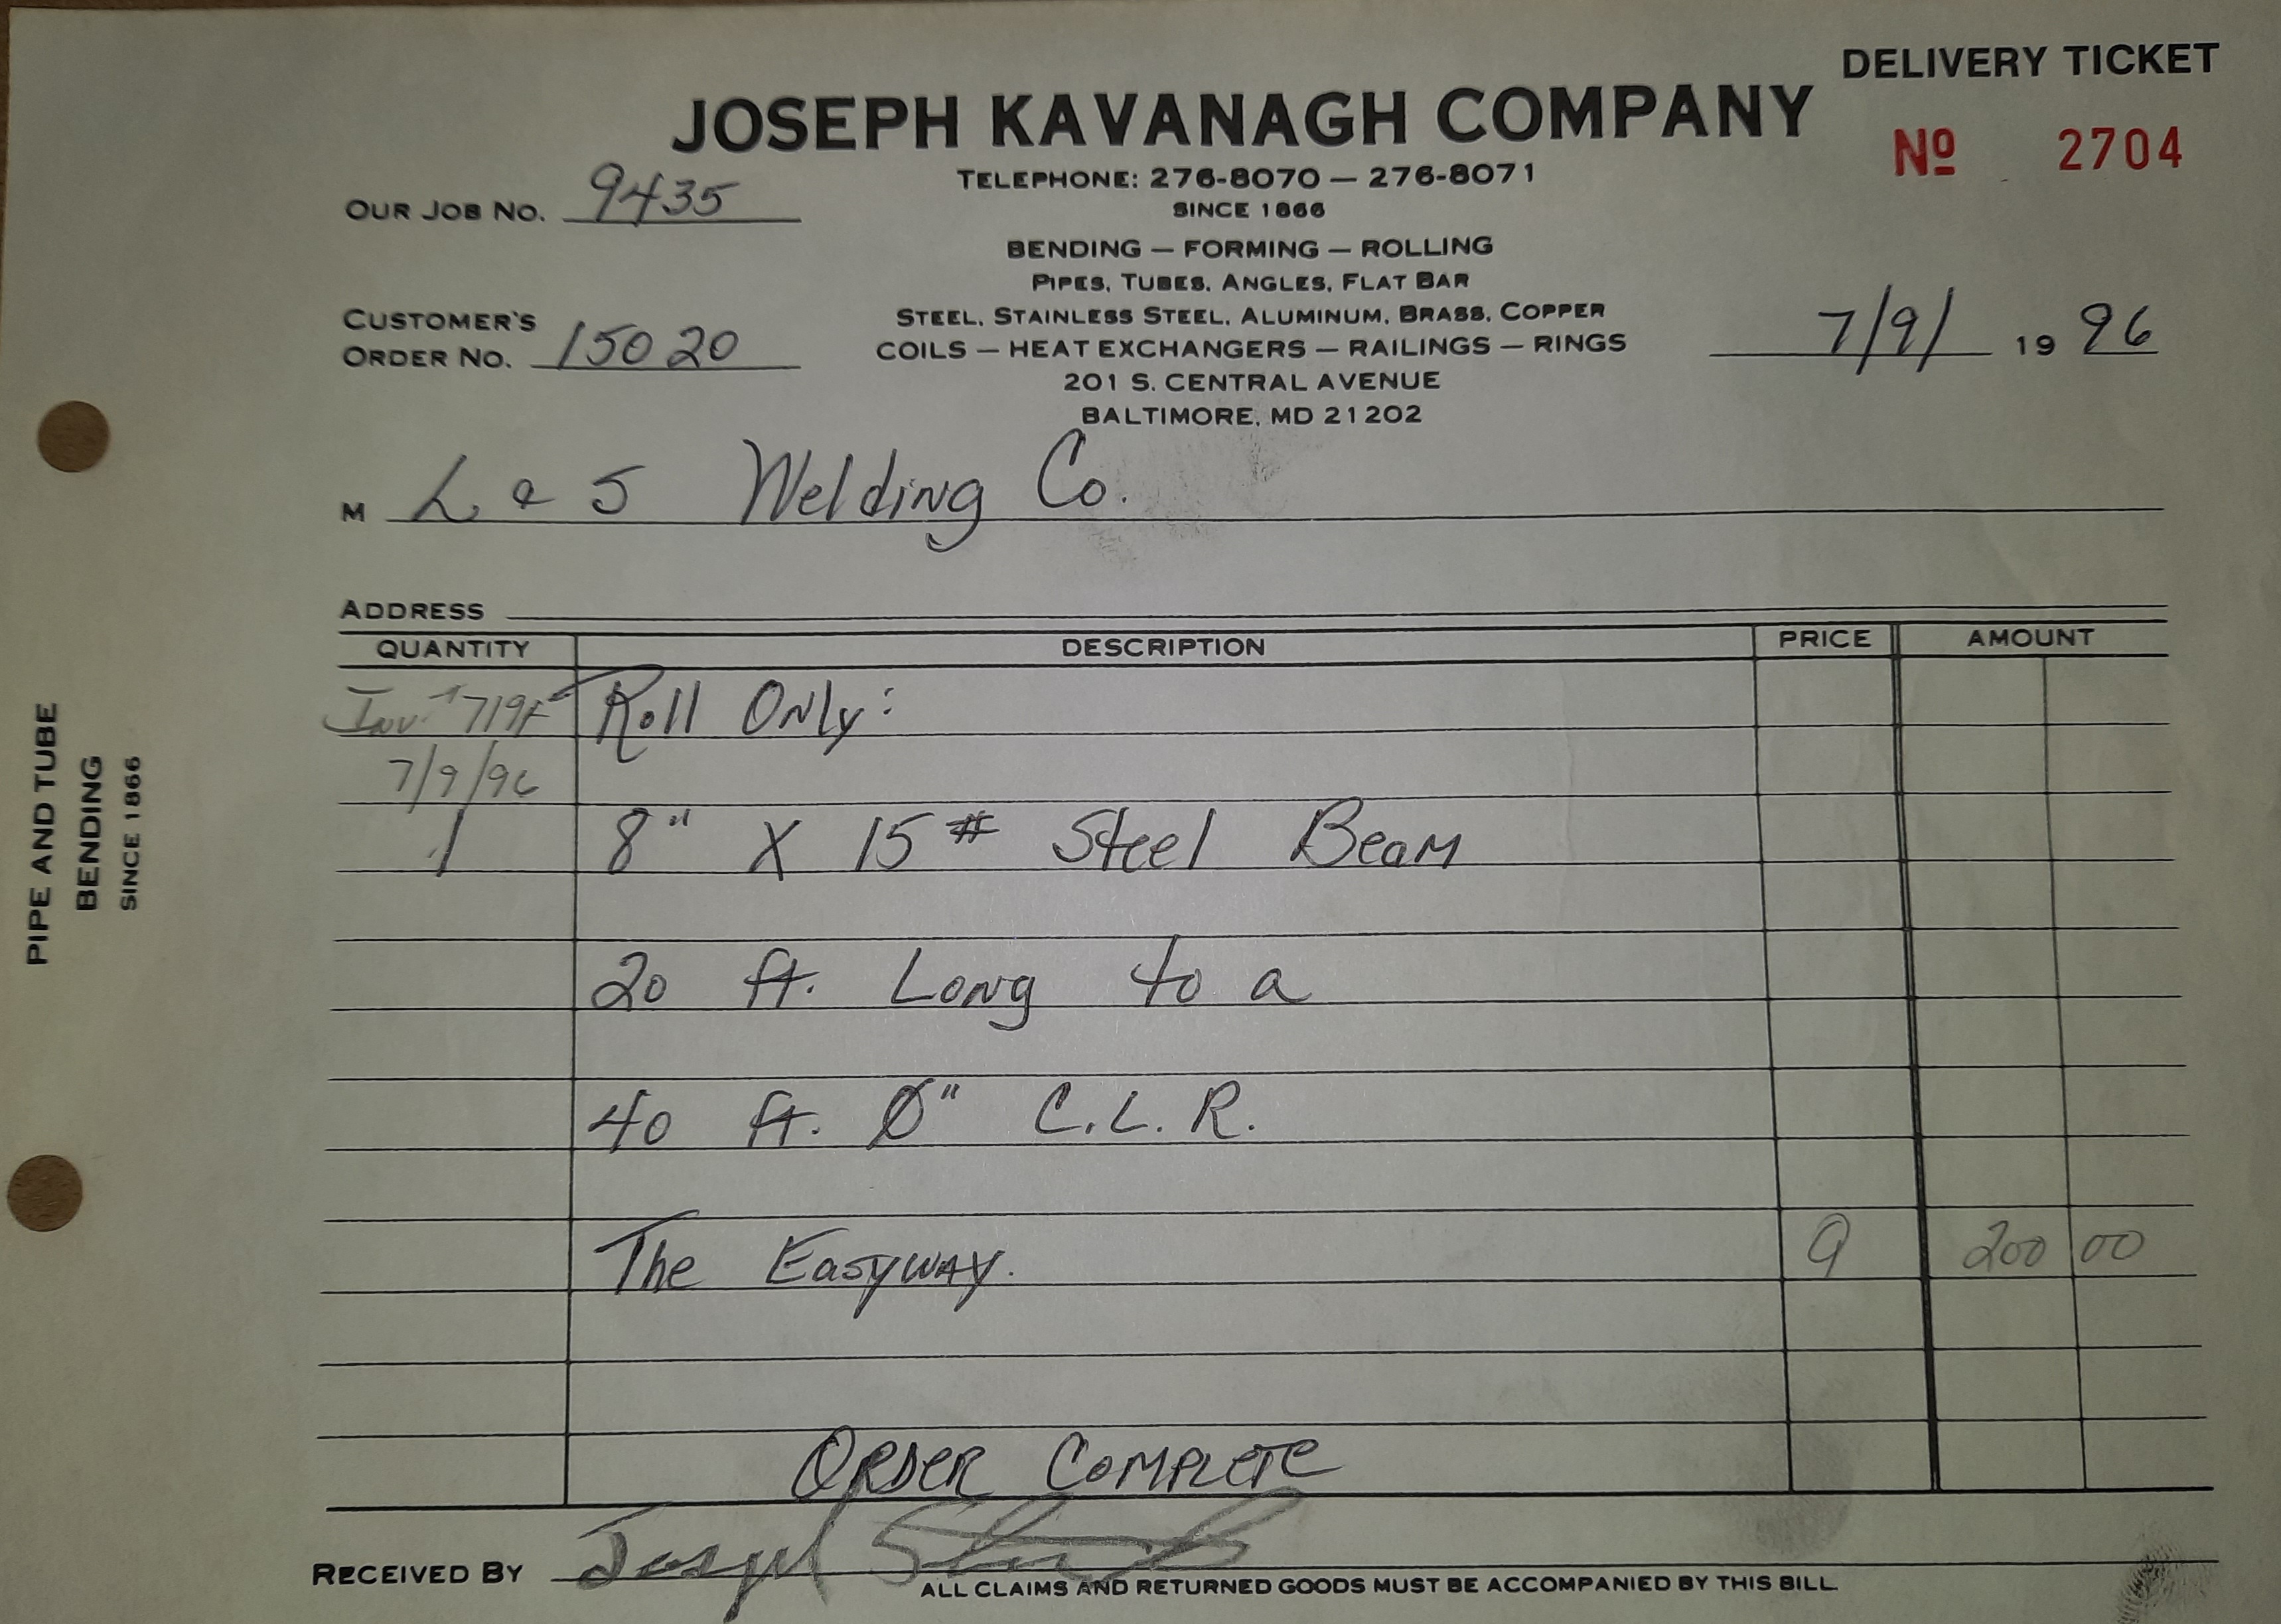 DELIVERY TICKET
JOSEPH KAVANAGH COMPANY
No 2704
TELEPHONE: 276-8070 — 276-8071
SINCE 1866
OUR JOB NO. 9435
BENDING — FORMING — ROLLING
PIPES, TUBES, ANGLES, FLAT BAR
STEEL, STAINLESS STEEL, ALUMINUM, BRASS, COPPER
COILS — HEAT EXCHANGERS — RAILINGS — RINGS
201 S. CENTRAL AVENUE
BALTIMORE, MD 21202
CUSTOMER'S
ORDER NO. 15020
7/9/ 1996
M L & S Welding Co.
ADDRESS
QUANTITY DESCRIPTION PRICE AMOUNT
Inv. Roll Only:
7/9/96
1 8" X 15# Steel Beam
20 ft. Long to a
40 ft. 0" C.L.R.
The Easyway. 200 00
ORDER COMPLETE
RECEIVED BY Joseph
ALL CLAIMS AND RETURNED GOODS MUST BE ACCOMPANIED BY THIS BILL.
PIPE AND TUBE
BENDING
SINCE 1866